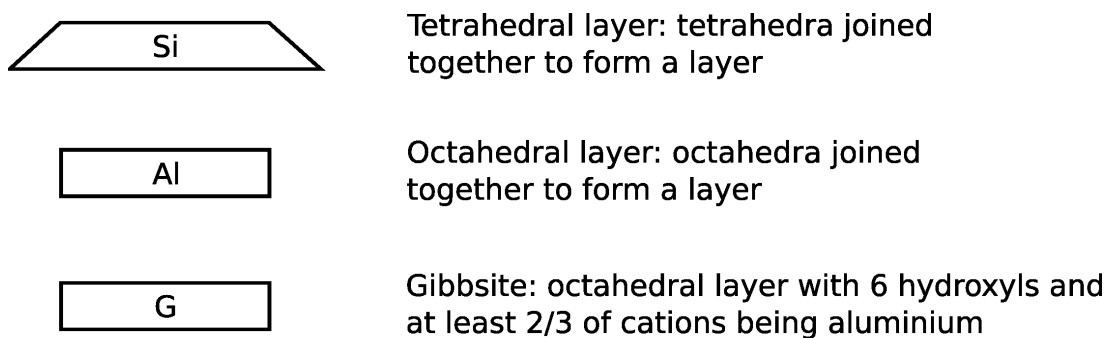 Si
Tetrahedral layer: tetrahedra joined
together to form a layer
Al
Octahedral layer: octahedra joined
together to form a layer
G
Gibbsite: octahedral layer with 6 hydroxyls and
at least 2/3 of cations being aluminium